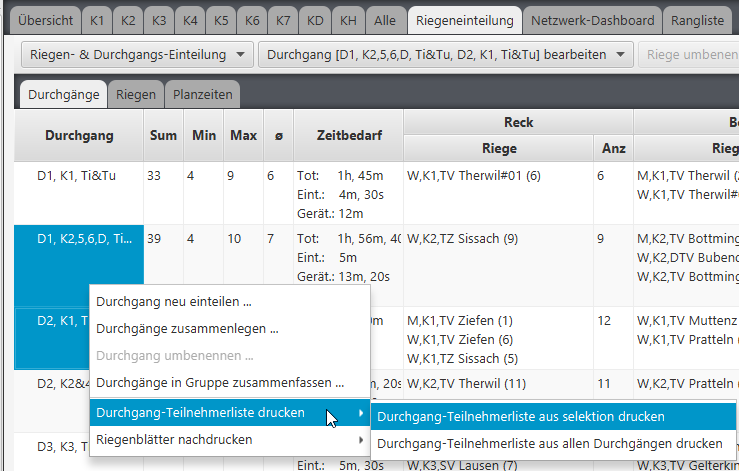 Übersicht K1 K2 K3 K4 K5 K6 K7 KD KH Alle Riegeneinteilung Netzwerk-Dashboard Rangliste
Riegen- & Durchgangs-Einteilung Durchgang [D1, K2,5,6,D, Ti&Tu, D2, K1, Ti&Tu] bearbeiten Riege umbenen
Durchgänge Riegen Planzeiten
Durchgang Sum Min Max ø Zeitbedarf Reck
Riege Anz Rieg
D1, K1, Ti&Tu 33 4 9 6 Tot: 1h, 45m W,K1,TV Therwil#01 (6) 6 M,K1,TV Therwil
Eint.: 4m, 30s W,K1,TV Therwil
Gerät.: 12m
D1, K2,5,6,D, Ti... 39 4 10 7 Tot: 1h, 56m, W,K2,TZ Sissach (9) 9 M,K2,TV Bottming
Eint.: 5m W,K2,DTV Bubend
Gerät.: 13m, 20s W,K2,TV Bottming
D2, K1, M,K1,TV Ziefen (1) 12 W,K1,TV Muttenz
W,K1,TV Ziefen (6) W,K1,TV Pratteln
W,K1,TZ Sissach (5)
D2, K2&4 W,K2,TV Therwil (11) 11 W,K2,TV Pratteln
D3, K3,
Eint.: 5m, 30s W,K3,SV Lausen (7) W,K3,TV Gelterkin
Durchgang neu einteilen ...
Durchgänge zusammenlegen ...
Durchgang umbenennen ...
Durchgänge in Gruppe zusammenfassen ...
Durchgang-Teilnehmerliste drucken
Riegenblätter nachdrucken
Durchgang-Teilnehmerliste aus selektion drucken
Durchgang-Teilnehmerliste aus allen Durchgängen drucken